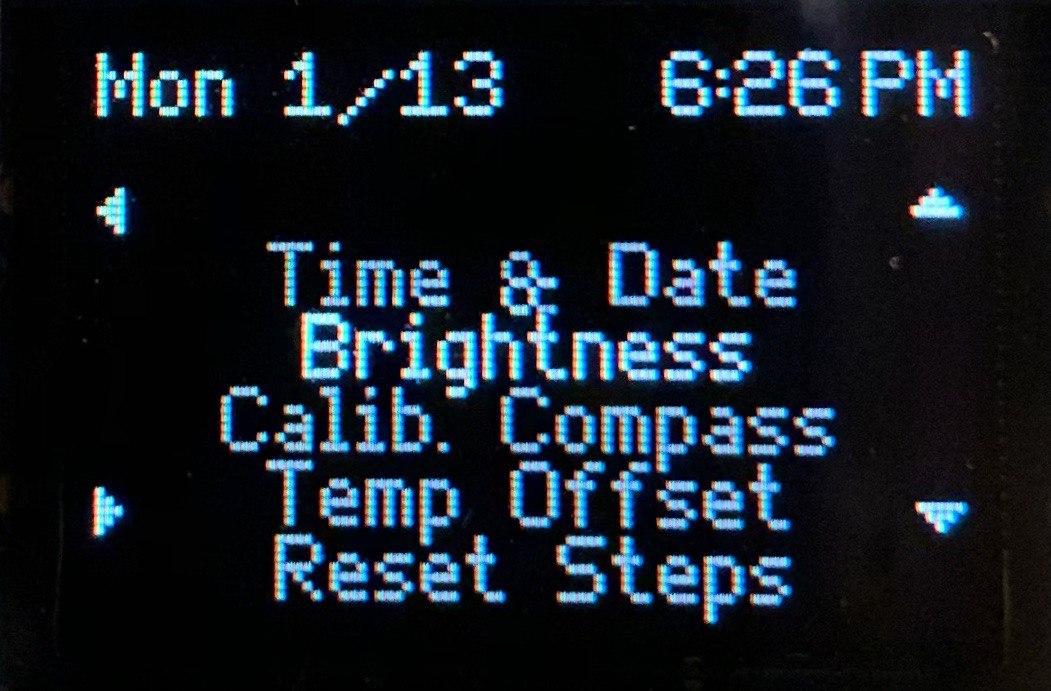 Mon 1/13 6:26 PM
Time & Date
Brightness
Calib. Compass
Temp Offset
Reset Steps